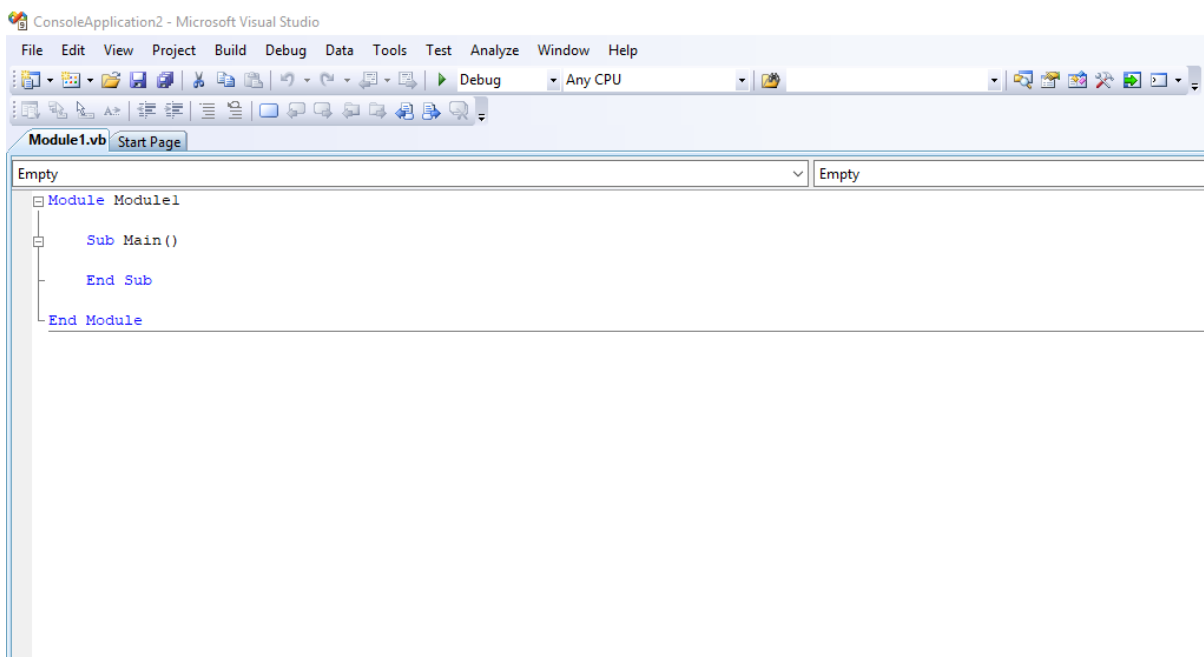 ConsoleApplication2 - Microsoft Visual Studio
File Edit View Project Build Debug Data Tools Test Analyze Window Help
Debug Any CPU
Module1.vb Start Page
Empty Empty
Module Module1
Sub Main()
End Sub
End Module